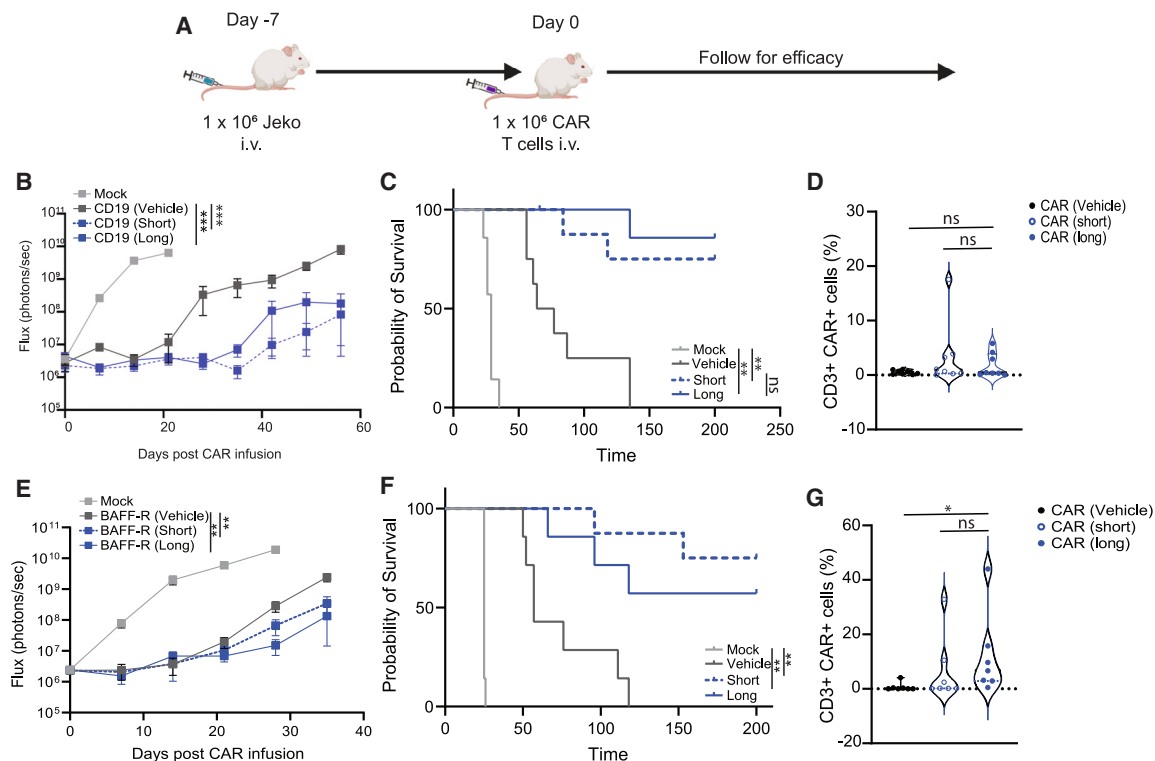 A
Day -7
Day 0
Follow for efficacy
1 x 10⁶ Jeko
i.v.
1 x 10⁶ CAR
T cells i.v.
B
Mock
CD19 (Vehicle)
CD19 (Short)
CD19 (Long)
***
***
Flux (photons/sec)
10¹¹
10¹⁰
10⁹
10⁸
10⁷
10⁶
10⁵
0
20
40
60
Days post CAR infusion
C
Probability of Survival
100
50
0
Mock
Vehicle
Short
Long
**
**
ns
0
50
100
150
200
250
Time
D
CAR (Vehicle)
CAR (short)
CAR (long)
CD3+ CAR+ cells (%)
30
20
10
0
-10
ns
ns
E
Mock
BAFF-R (Vehicle)
BAFF-R (Short)
BAFF-R (Long)
**
**
Flux (photons/sec)
10¹¹
10¹⁰
10⁹
10⁸
10⁷
10⁶
10⁵
0
10
20
30
40
Days post CAR infusion
F
Probability of Survival
100
50
0
Mock
Vehicle
Short
Long
**
**
0
50
100
150
200
Time
G
CAR (Vehicle)
CAR (short)
CAR (long)
CD3+ CAR+ cells (%)
60
40
20
0
-20
*
ns